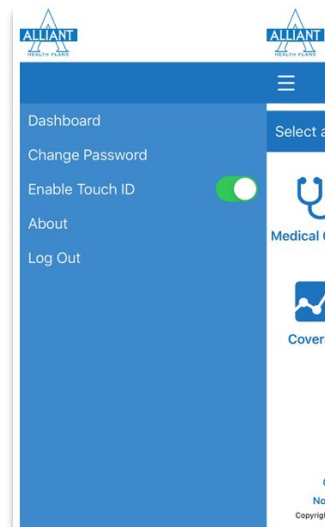 ALLIANT
HEALTH PLANS
Dashboard
Change Password
Enable Touch ID
About
Log Out
ALLIANT
HEALTH PLANS
Select a
Medical
Cover
No
Copyrig